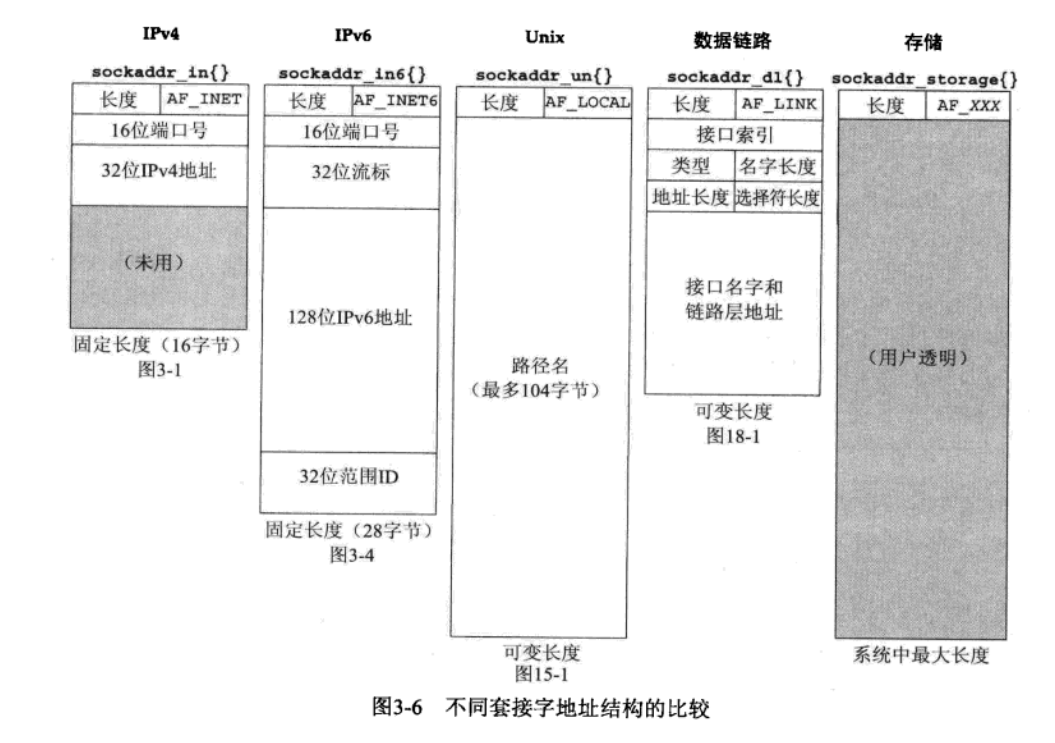 IPv4
sockaddr_in{}
长度 AF_INET
16位端口号
32位IPv4地址
（未用）
固定长度（16字节）
图3-1
IPv6
sockaddr_in6{}
长度 AF_INET6
16位端口号
32位流标
128位IPv6地址
32位范围ID
固定长度（28字节）
图3-4
Unix
sockaddr_un{}
长度 AF_LOCAL
路径名
（最多104字节）
可变长度
图15-1
数据链路
sockaddr_dl{}
长度 AF_LINK
接口索引
类型 名字长度
地址长度 选择符长度
接口名字和
链路层地址
可变长度
图18-1
存储
sockaddr_storage{}
长度 AF_XXX
（用户透明）
系统中最大长度
图3-6 不同套接字地址结构的比较